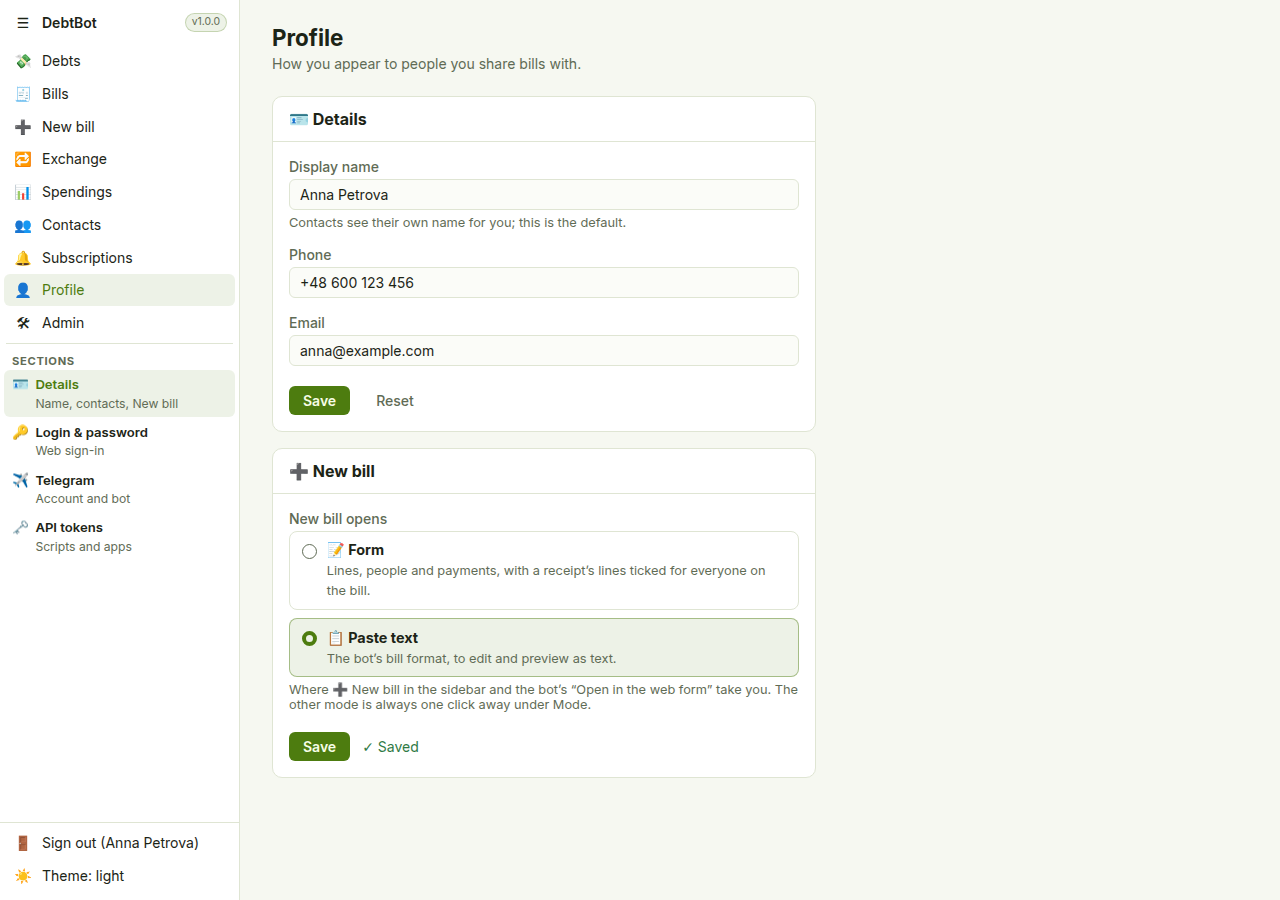 ☰ DebtBot v1.0.0
💸 Debts
🧾 Bills
➕ New bill
🔁 Exchange
📊 Spendings
👥 Contacts
🔔 Subscriptions
👤 Profile
🛠 Admin
SECTIONS
🪪 Details
Name, contacts, New bill
🔑 Login & password
Web sign-in
✈️ Telegram
Account and bot
🗝️ API tokens
Scripts and apps
🚪 Sign out (Anna Petrova)
☀️ Theme: light
Profile
How you appear to people you share bills with.
🪪 Details
Display name
Anna Petrova
Contacts see their own name for you; this is the default.
Phone
+48 600 123 456
Email
anna@example.com
Save Reset
➕ New bill
New bill opens
📝 Form
Lines, people and payments, with a receipt’s lines ticked for everyone on
the bill.
📋 Paste text
The bot’s bill format, to edit and preview as text.
Where ➕ New bill in the sidebar and the bot’s “Open in the web form” take you. The
other mode is always one click away under Mode.
Save ✓ Saved